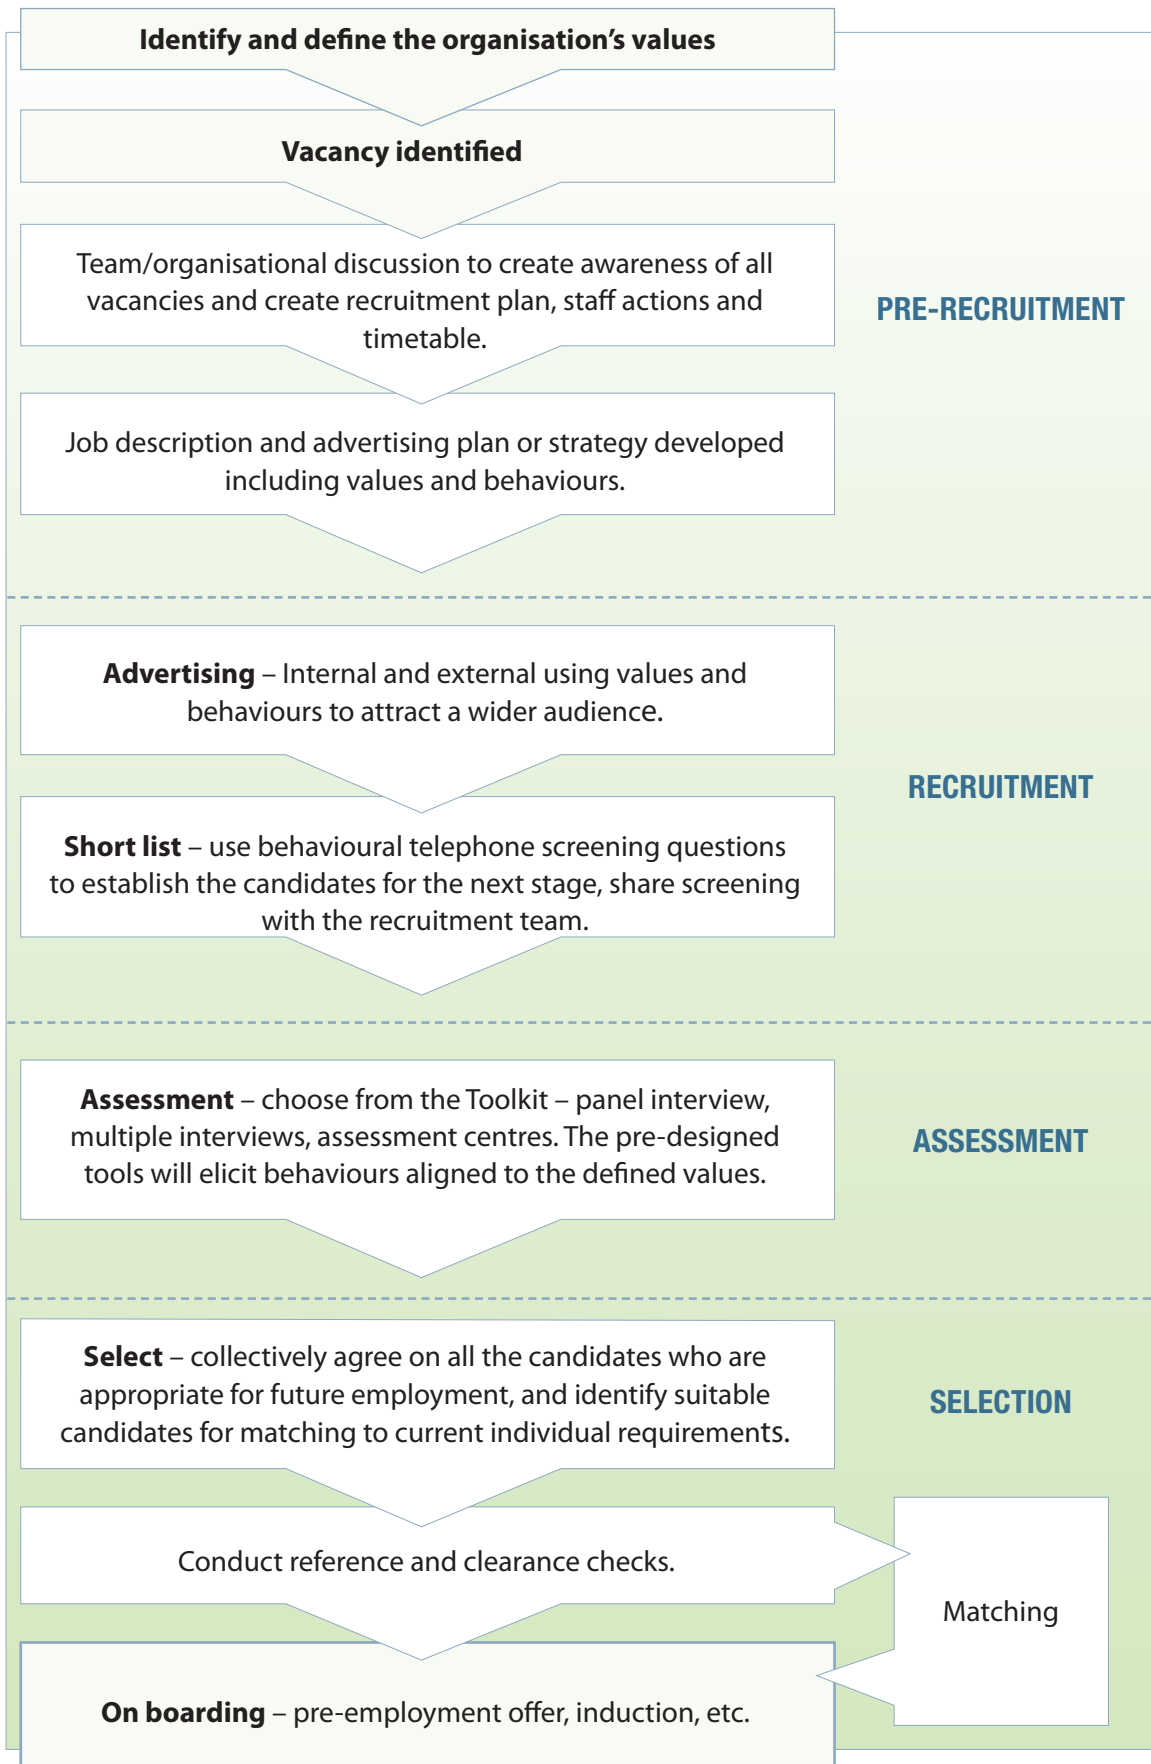 Identify and define the organisation's values
Vacancy identified
Team/organisational discussion to create awareness of all
vacancies and create recruitment plan, staff actions and
timetable.
PRE-RECRUITMENT
Job description and advertising plan or strategy developed
including values and behaviours.
Advertising – Internal and external using values and
behaviours to attract a wider audience.
RECRUITMENT
Short list – use behavioural telephone screening questions
to establish the candidates for the next stage, share screening
with the recruitment team.
Assessment – choose from the Toolkit – panel interview,
multiple interviews, assessment centres. The pre-designed
tools will elicit behaviours aligned to the defined values.
ASSESSMENT
Select – collectively agree on all the candidates who are
appropriate for future employment, and identify suitable
candidates for matching to current individual requirements.
SELECTION
Conduct reference and clearance checks.
Matching
On boarding – pre-employment offer, induction, etc.